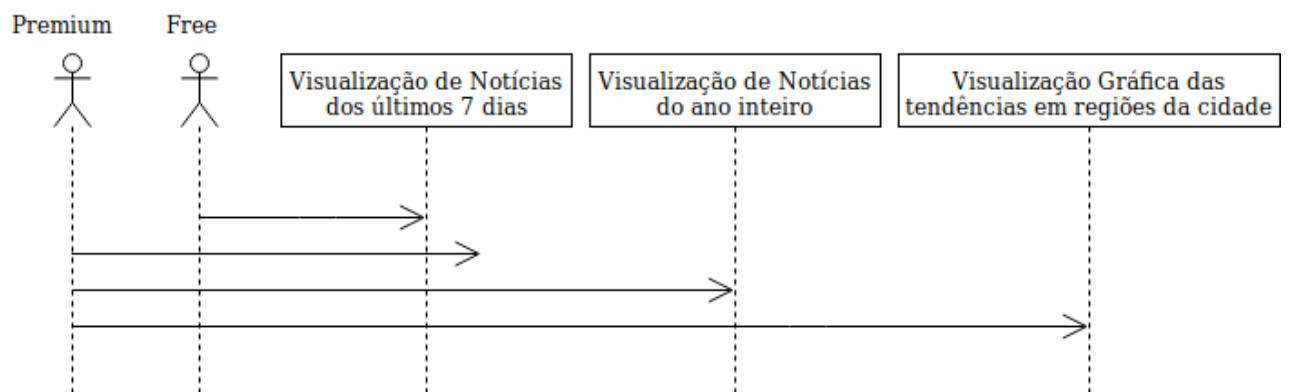 Premium
Free
Visualização de Notícias
dos últimos 7 dias
Visualização de Notícias
do ano inteiro
Visualização Gráfica das
tendências em regiões da cidade